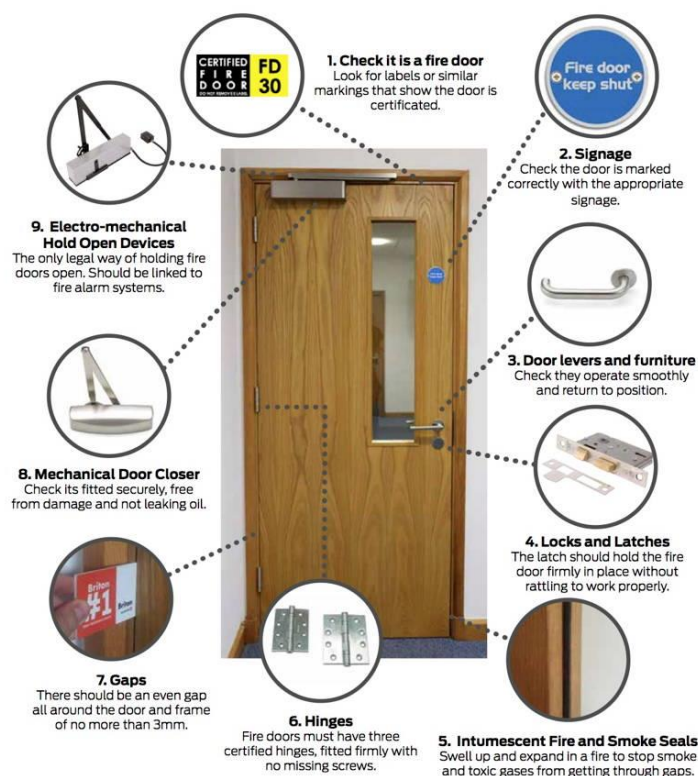 CERTIFIED
FIRE
DOOR
DO NOT REMOVE LABEL
FD
30
1. Check it is a fire door
Look for labels or similar
markings that show the door is
certificated.
Fire door
keep shut
2. Signage
Check the door is marked
correctly with the appropriate
signage.
9. Electro-mechanical
Hold Open Devices
The only legal way of holding fire
doors open. Should be linked to
fire alarm systems.
3. Door levers and furniture
Check they operate smoothly
and return to position.
8. Mechanical Door Closer
Check its fitted securely, free
from damage and not leaking oil.
4. Locks and Latches
The latch should hold the fire
door firmly in place without
rattling to work properly.
Briton
#1
Briton
7. Gaps
There should be an even gap
all around the door and frame
of no more than 3mm.
6. Hinges
Fire doors must have three
certified hinges, fitted firmly with
no missing screws.
5. Intumescent Fire and Smoke Seals
Swell up and expand in a fire to stop smoke
and toxic gases from getting through gaps.